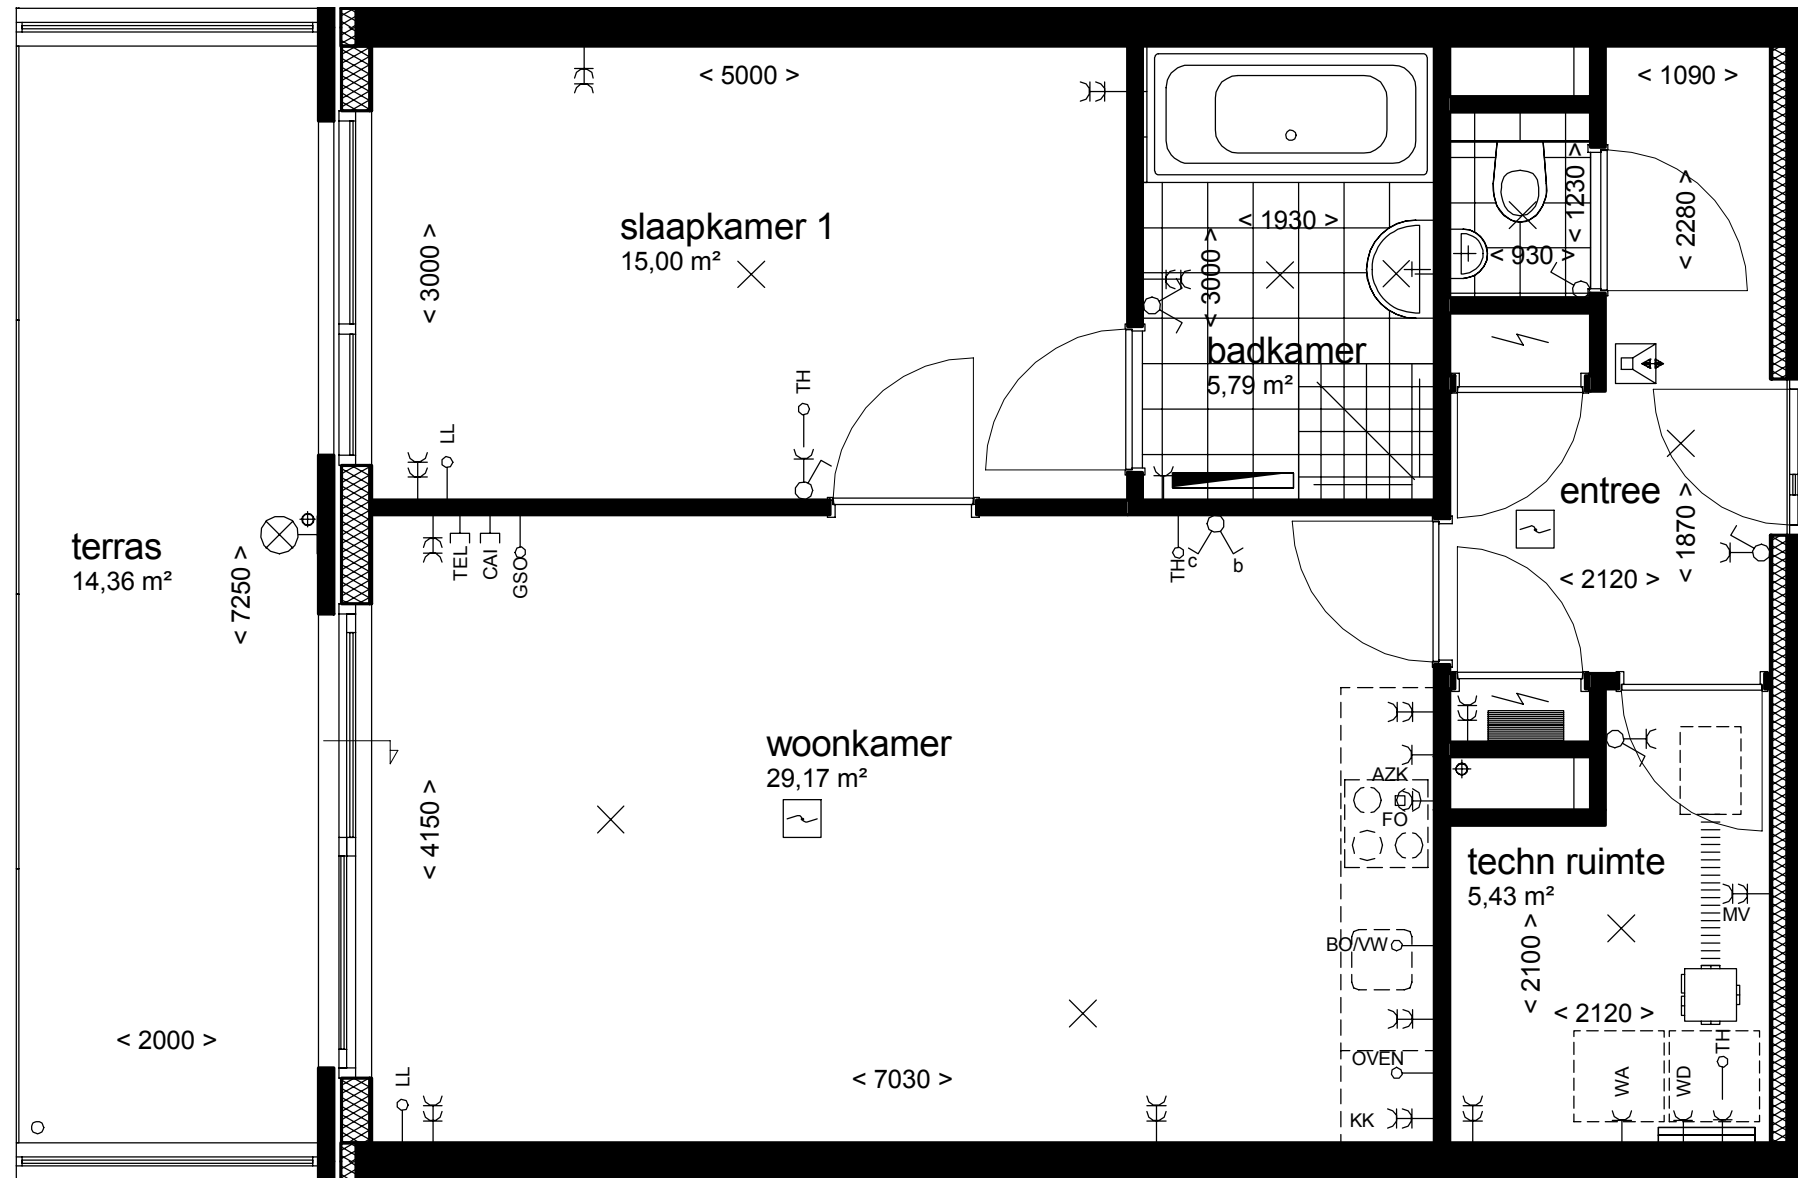 < 5000 >
< 1090 >
slaapkamer 1
15,00 m²
< 3000 >
< 1930 >
< 3000 >
< 1230 >
< 930 >
< 2280 >
badkamer
5,79 m²
TH
LL
entree
< 1870 >
< 2120 >
terras
14,36 m²
< 7250 >
TEL
CAI
GSO
TH
c
b
woonkamer
29,17 m²
< 4150 >
AZK
FO
techn ruimte
5,43 m²
MV
BO/VW
< 2100 >
< 2120 >
< 2000 >
OVEN
< 7030 >
LL
KK
WA
WD
TH